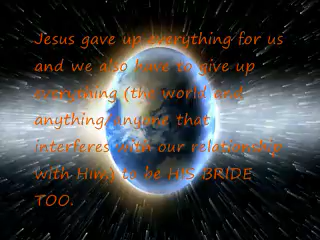 Jesus gave up everything for us
and we also have to give up
everything (the world and
anything/anyone that
interferes with our relationship
with Him,) to be HIS BRIDE
TOO.